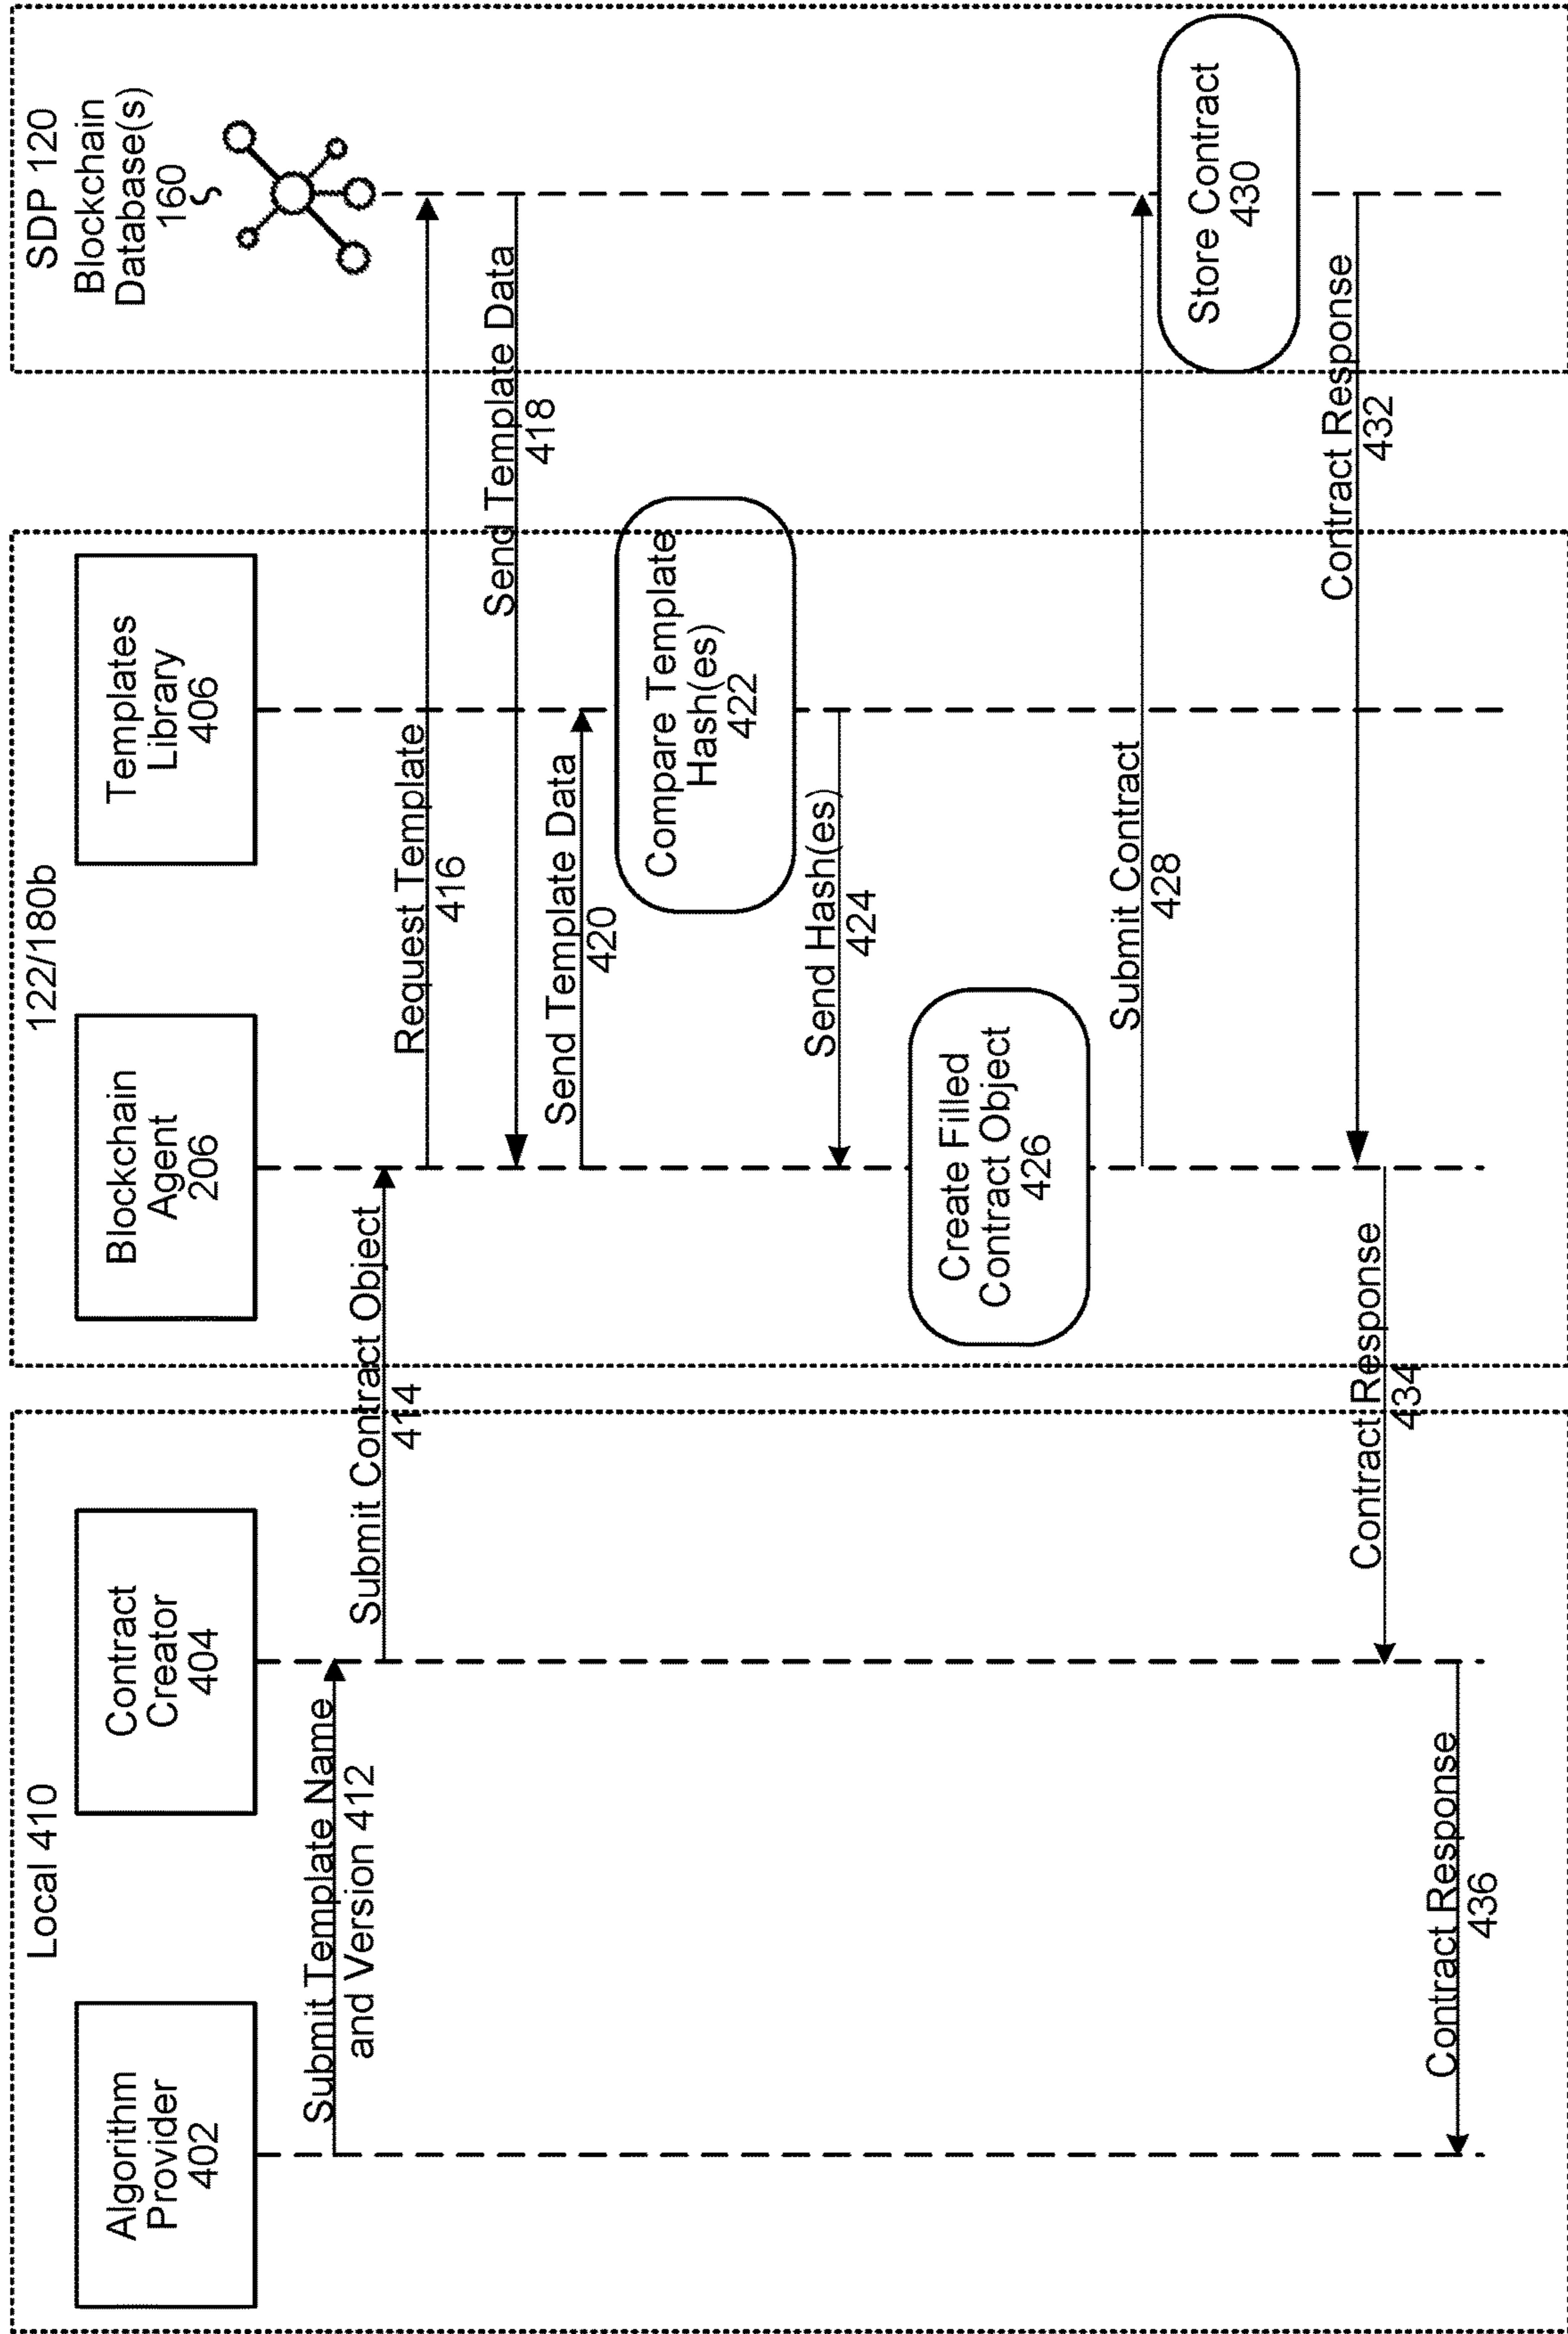 Local 410
122/180b
SDP 120
Blockchain
Database(s)
160
Algorithm
Provider
402
Contract
Creator
404
Blockchain
Agent
206
Templates
Library
406
Submit Template Name
and Version 412
Submit Contract Object
414
Request Template
416
Send Template Data
418
Send Template Data
420
Compare Template
Hash(es)
422
Send Hash(es)
424
Create Filled
Contract Object
426
Submit Contract
428
Store Contract
430
Contract Response
432
Contract Response
434
Contract Response
436